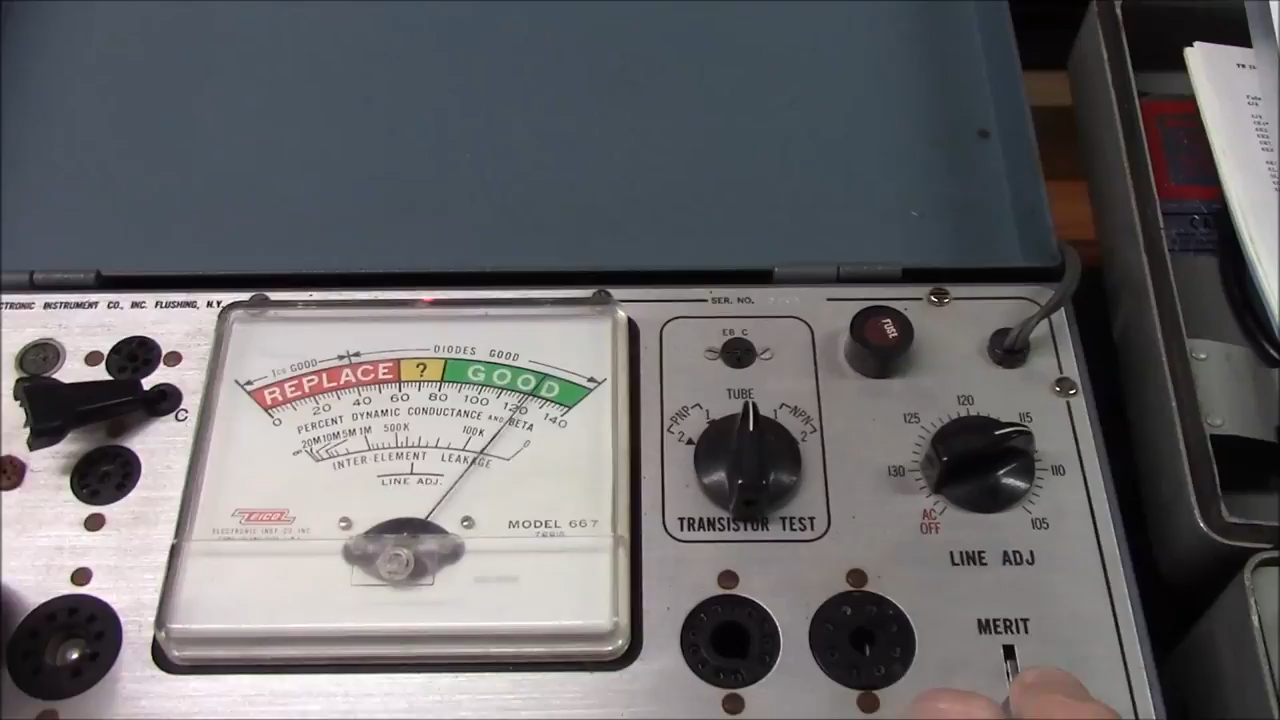 CTRONIC INSTRUMENT CO., INC. FLUSHING, N.Y.
SER. NO.
FUSE
C
ICO GOOD
DIODES GOOD
REPLACE
?
GOOD
0 20 40 60 80 100 120 140
PERCENT DYNAMIC CONDUCTANCE AND BETA
∞ 20M 10M 5M 1M 500K 100K 0
INTER-ELEMENT LEAKAGE
LINE ADJ.
EICO
ELECTRONIC INST. CO. INC.
MODEL 667
EB C
TUBE
PNP
2 1
1 2
NPN
TRANSISTOR TEST
130 125 120 115 110 105
AC
OFF
LINE ADJ
MERIT